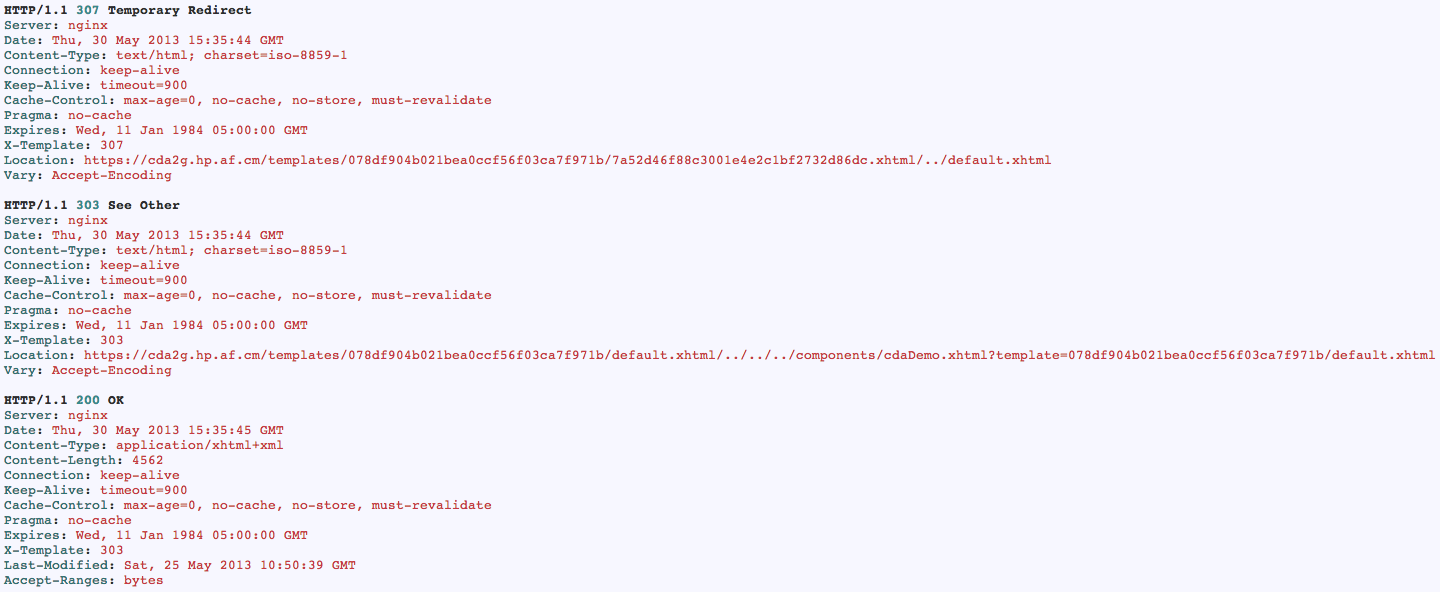 HTTP/1.1 307 Temporary Redirect
Server: nginx
Date: Thu, 30 May 2013 15:35:44 GMT
Content-Type: text/html; charset=iso-8859-1
Connection: keep-alive
Keep-Alive: timeout=900
Cache-Control: max-age=0, no-cache, no-store, must-revalidate
Pragma: no-cache
Expires: Wed, 11 Jan 1984 05:00:00 GMT
X-Template: 307
Location: https://cda2g.hp.af.cm/templates/078df904b021bea0ccf56f03ca7f971b/7a52d46f88c3001e4e2c1bf2732d86dc.xhtml/../default.xhtml
Vary: Accept-Encoding
HTTP/1.1 303 See Other
Server: nginx
Date: Thu, 30 May 2013 15:35:44 GMT
Content-Type: text/html; charset=iso-8859-1
Connection: keep-alive
Keep-Alive: timeout=900
Cache-Control: max-age=0, no-cache, no-store, must-revalidate
Pragma: no-cache
Expires: Wed, 11 Jan 1984 05:00:00 GMT
X-Template: 303
Location: https://cda2g.hp.af.cm/templates/078df904b021bea0ccf56f03ca7f971b/default.xhtml/../../../components/cdaDemo.xhtml?template=078df904b021bea0ccf56f03ca7f971b/default.xhtml
Vary: Accept-Encoding
HTTP/1.1 200 OK
Server: nginx
Date: Thu, 30 May 2013 15:35:45 GMT
Content-Type: application/xhtml+xml
Content-Length: 4562
Connection: keep-alive
Keep-Alive: timeout=900
Cache-Control: max-age=0, no-cache, no-store, must-revalidate
Pragma: no-cache
Expires: Wed, 11 Jan 1984 05:00:00 GMT
X-Template: 303
Last-Modified: Sat, 25 May 2013 10:50:39 GMT
Accept-Ranges: bytes